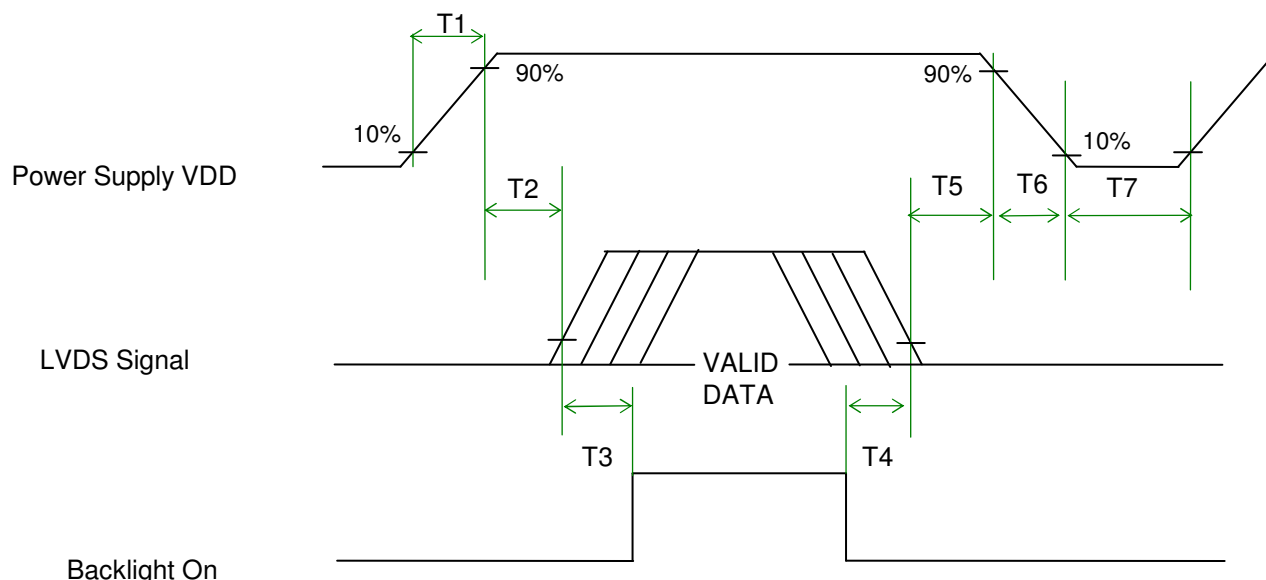 T1
90%
90%
10%
10%
Power Supply VDD
T2
T5
T6
T7
LVDS Signal
VALID
DATA
T3
T4
Backlight On